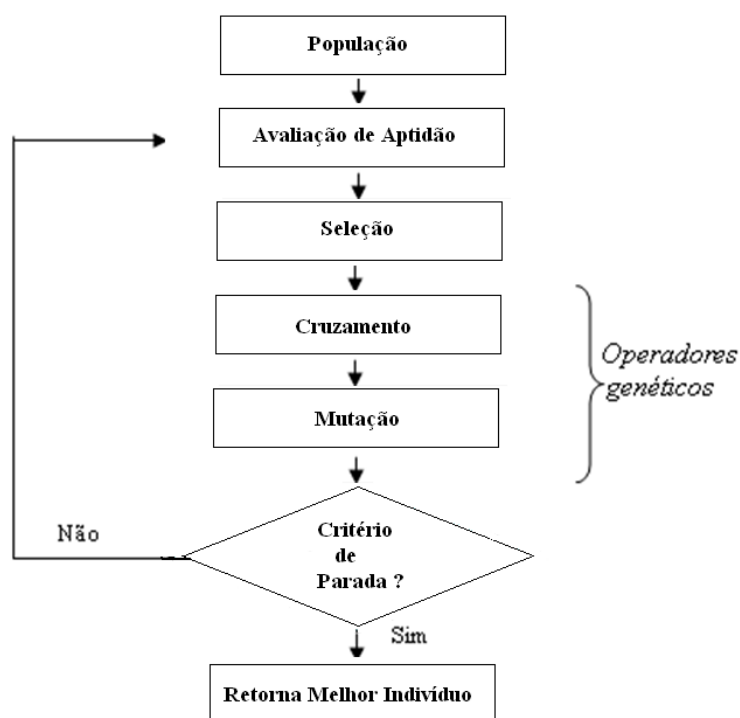 População
Avaliação de Aptidão
Seleção
Cruzamento
Operadores
genéticos
Mutação
Não
Critério
de
Parada ?
Sim
Retorna Melhor Indivíduo